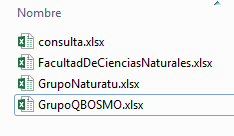 Nombre
consulta.xlsx
FacultadDeCienciasNaturales.xlsx
GrupoNaturatu.xlsx
GrupoQBOSMO.xlsx